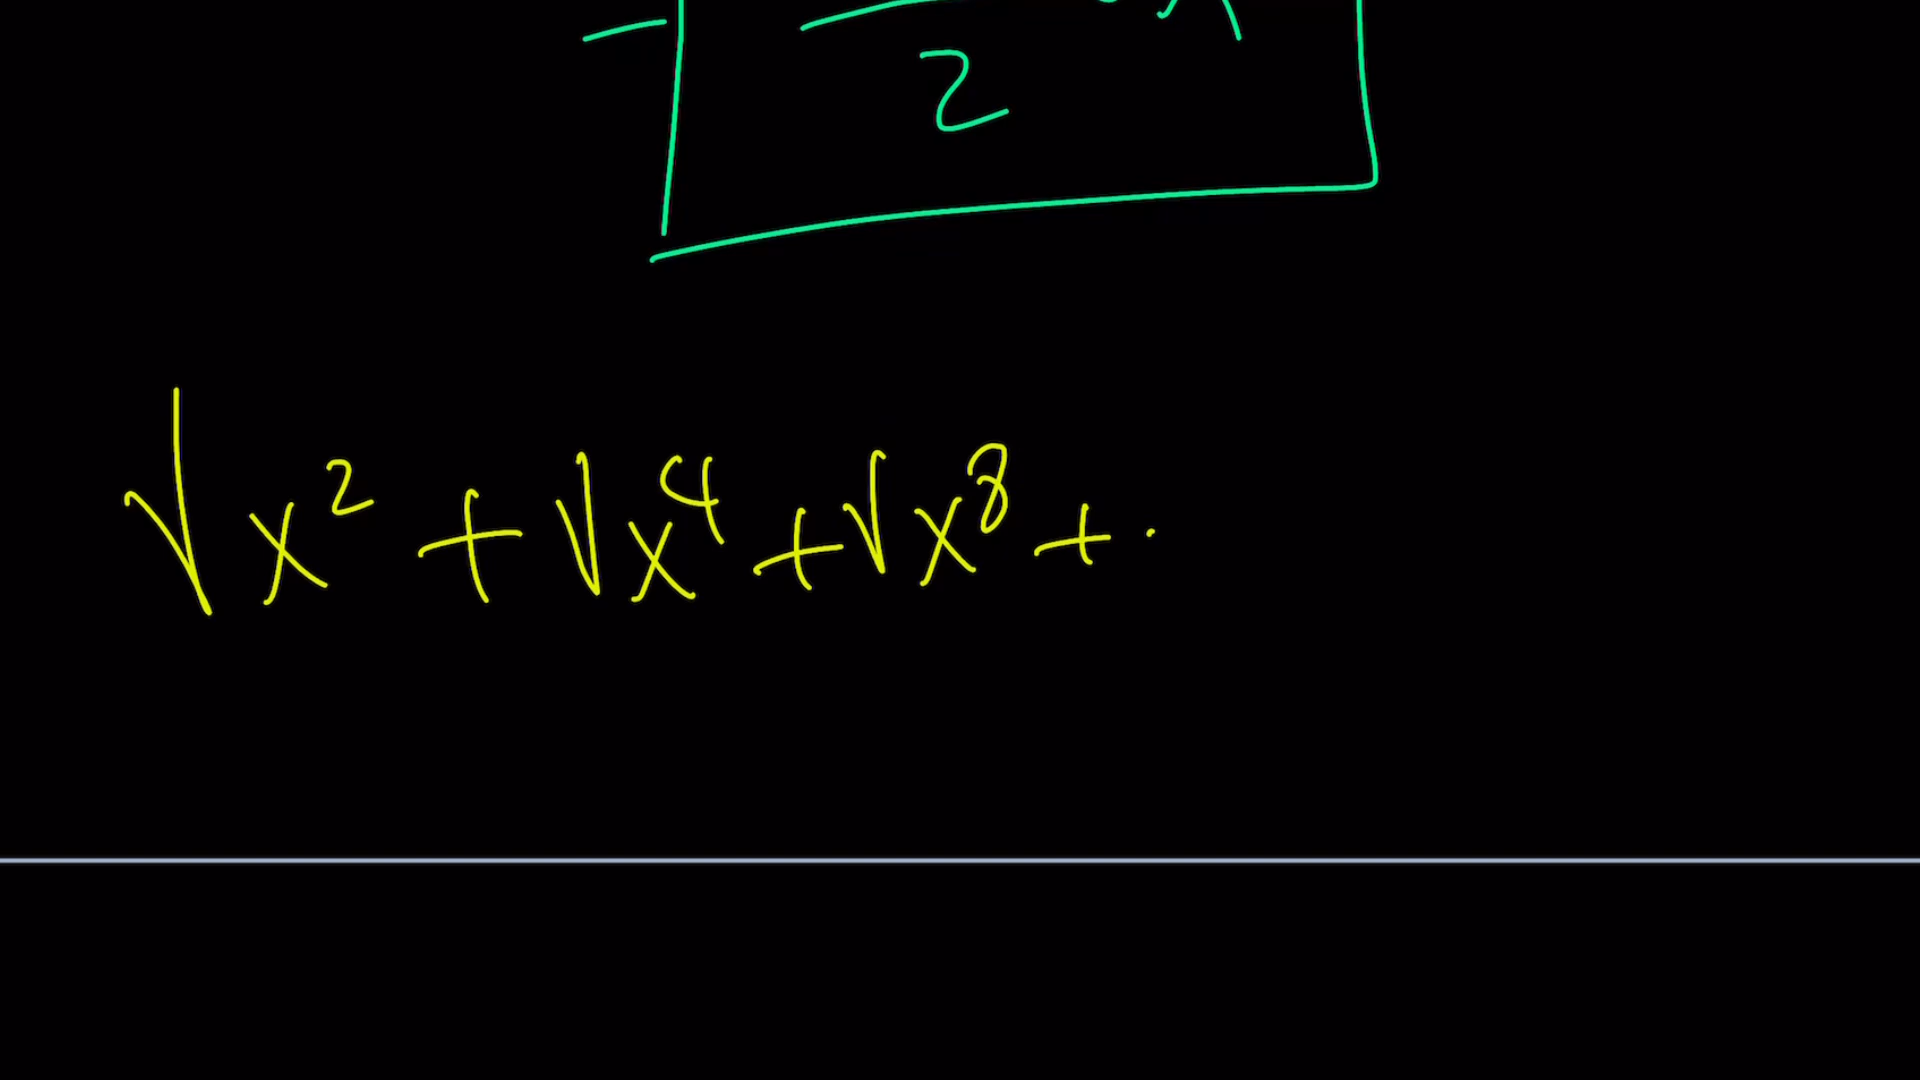 2
√x² + √x⁴ + √x⁸ + .